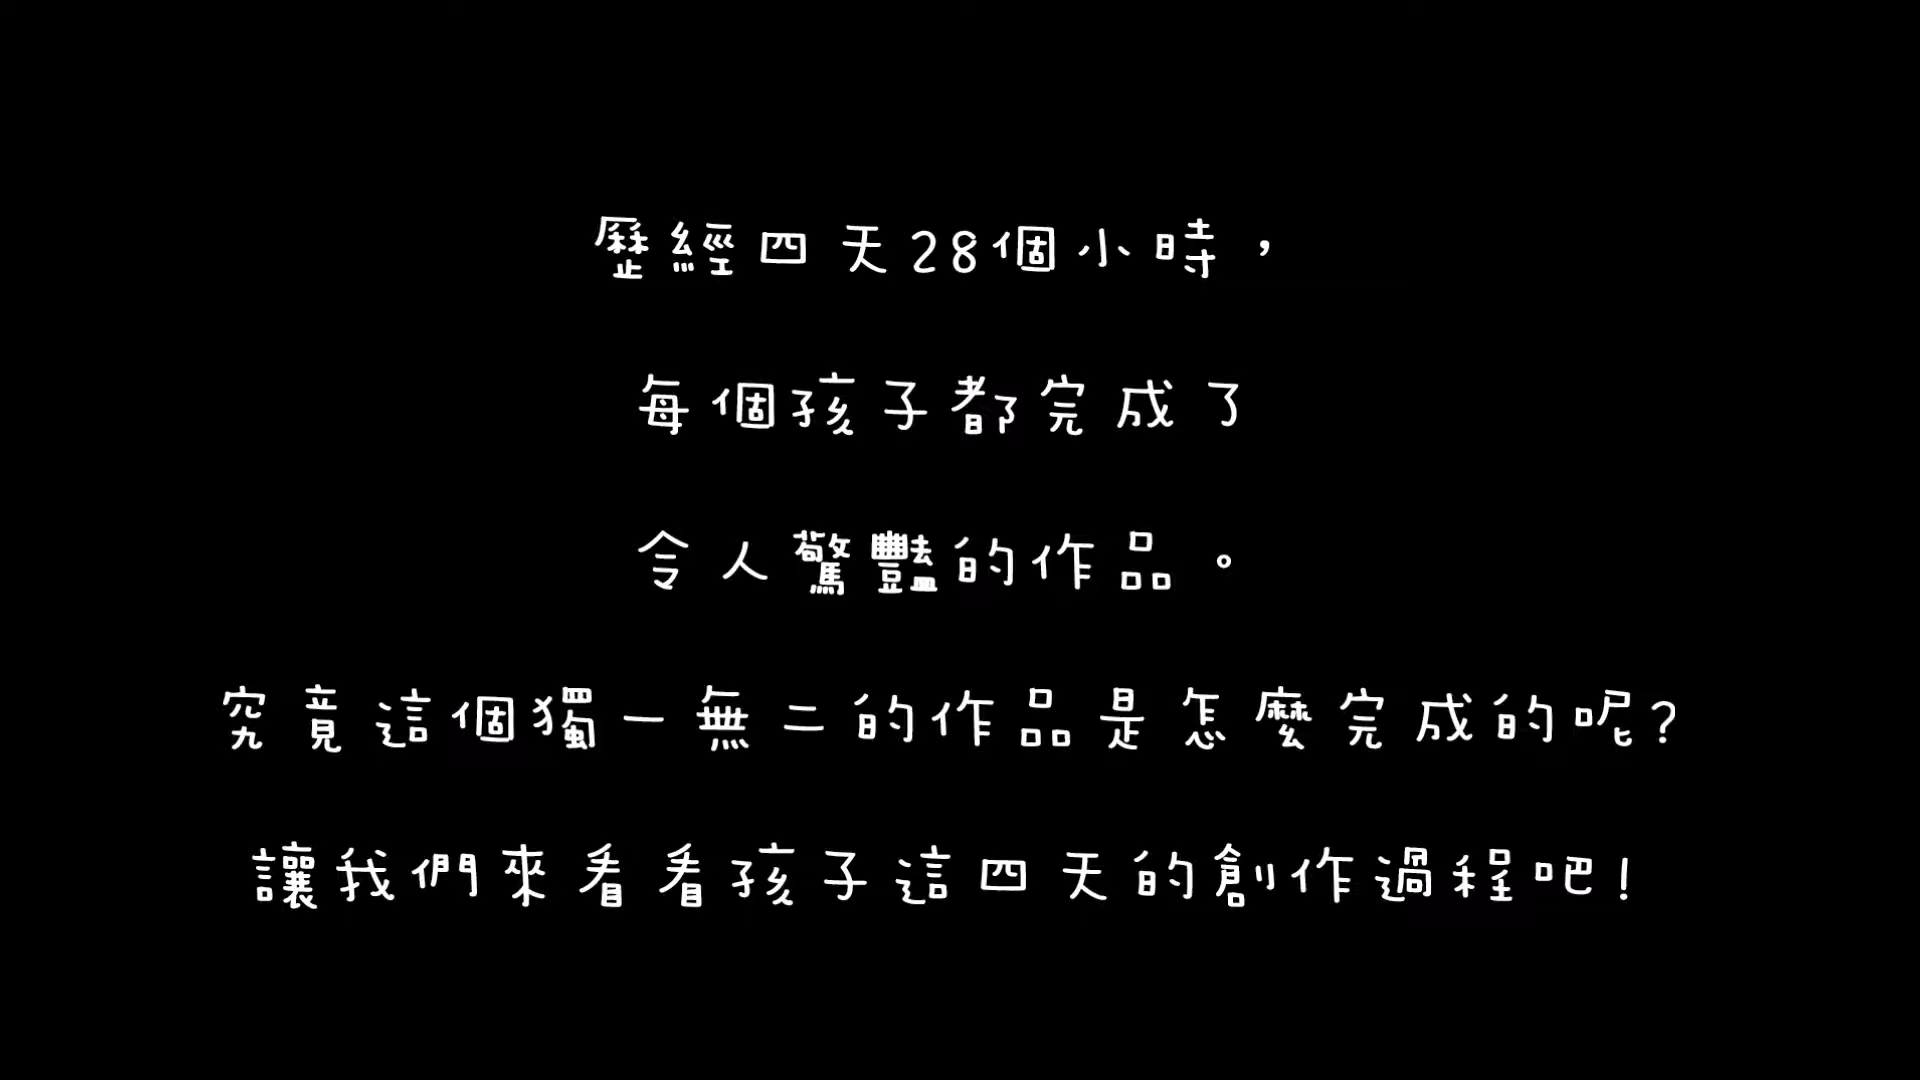 歷經四天28個小時，
每個孩子都完成了
令人驚豔的作品。
究竟這個獨一無二的作品是怎麼完成的呢?
讓我們來看看孩子這四天的創作過程吧!